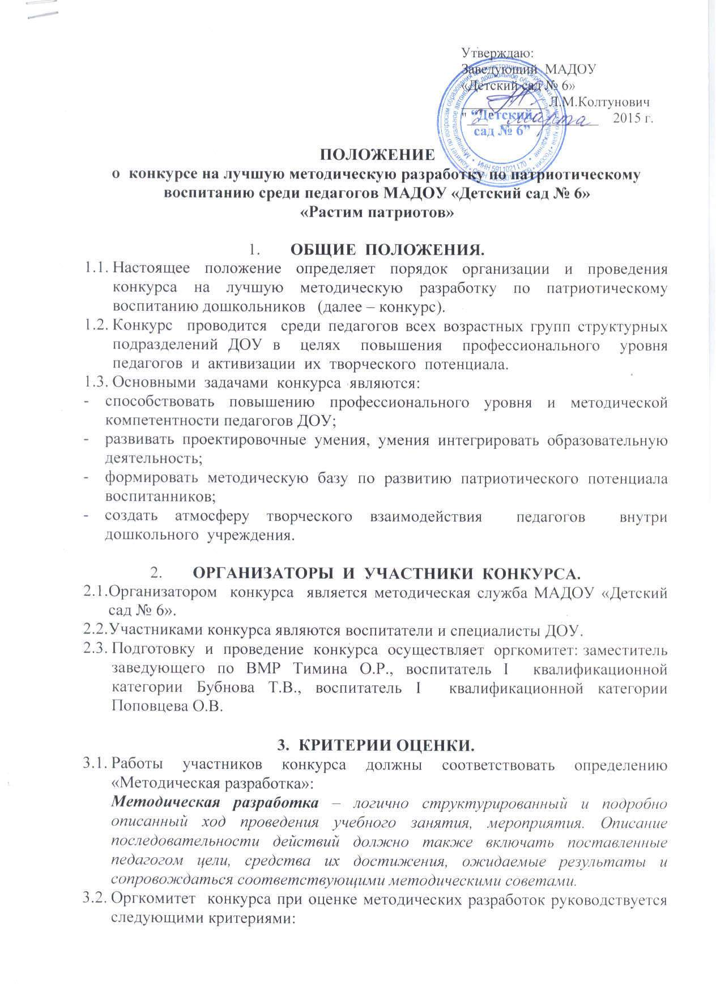 Утверждаю:
Заведующий МАДОУ
«Детский сад № 6»
Л.М.Колтунович
" 2 " марта 2015 г.
“Детский
сад № 6”
ИНН 5911021170
ПОЛОЖЕНИЕ
о конкурсе на лучшую методическую разработку по патриотическому
воспитанию среди педагогов МАДОУ «Детский сад № 6»
«Растим патриотов»
1. ОБЩИЕ ПОЛОЖЕНИЯ.
1.1. Настоящее положение определяет порядок организации и проведения
конкурса на лучшую методическую разработку по патриотическому
воспитанию дошкольников (далее – конкурс).
1.2. Конкурс проводится среди педагогов всех возрастных групп структурных
подразделений ДОУ в целях повышения профессионального уровня
педагогов и активизации их творческого потенциала.
1.3. Основными задачами конкурса являются:
- способствовать повышению профессионального уровня и методической
компетентности педагогов ДОУ;
- развивать проектировочные умения, умения интегрировать образовательную
деятельность;
- формировать методическую базу по развитию патриотического потенциала
воспитанников;
- создать атмосферу творческого взаимодействия педагогов внутри
дошкольного учреждения.
2. ОРГАНИЗАТОРЫ И УЧАСТНИКИ КОНКУРСА.
2.1.Организатором конкурса является методическая служба МАДОУ «Детский
сад № 6».
2.2.Участниками конкурса являются воспитатели и специалисты ДОУ.
2.3. Подготовку и проведение конкурса осуществляет оргкомитет: заместитель
заведующего по ВМР Тимина О.Р., воспитатель I квалификационной
категории Бубнова Т.В., воспитатель I квалификационной категории
Поповцева О.В.
3. КРИТЕРИИ ОЦЕНКИ.
3.1. Работы участников конкурса должны соответствовать определению
«Методическая разработка»:
Методическая разработка – логично структурированный и подробно
описанный ход проведения учебного занятия, мероприятия. Описание
последовательности действий должно также включать поставленные
педагогом цели, средства их достижения, ожидаемые результаты и
сопровождаться соответствующими методическими советами.
3.2. Оргкомитет конкурса при оценке методических разработок руководствуется
следующими критериями: